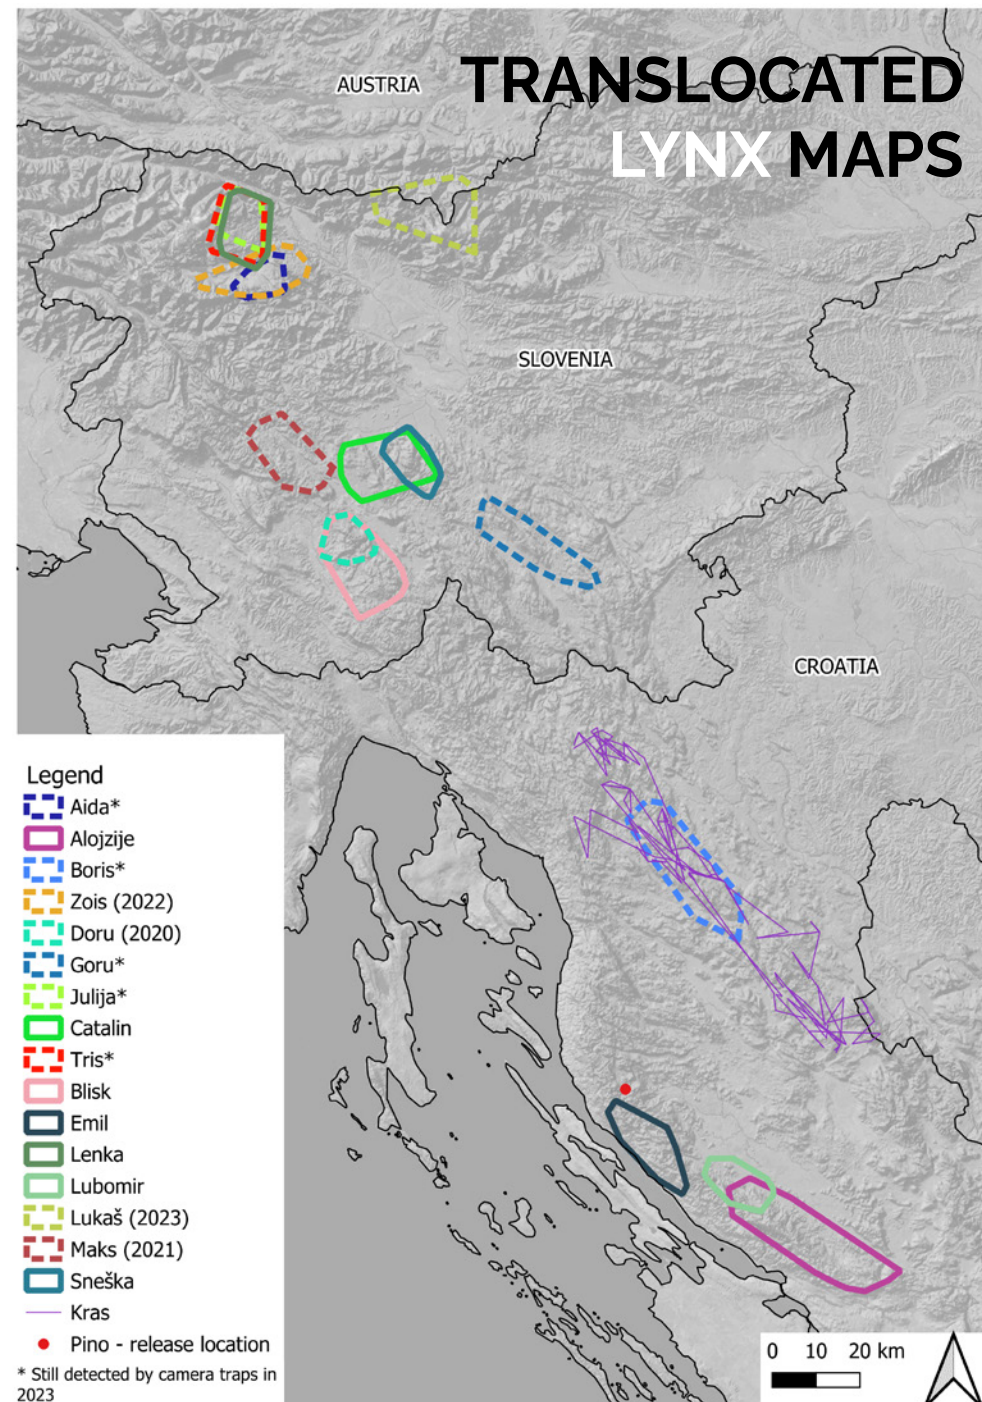 TRANSLOCATED
LYNX MAPS
AUSTRIA
SLOVENIA
CROATIA
Legend
Aida*
Alojzije
Boris*
Zois (2022)
Doru (2020)
Goru*
Julija*
Catalin
Tris*
Blisk
Emil
Lenka
Lubomir
Lukaš (2023)
Maks (2021)
Sneška
Kras
Pino - release location
* Still detected by camera traps in
2023
0 10 20 km